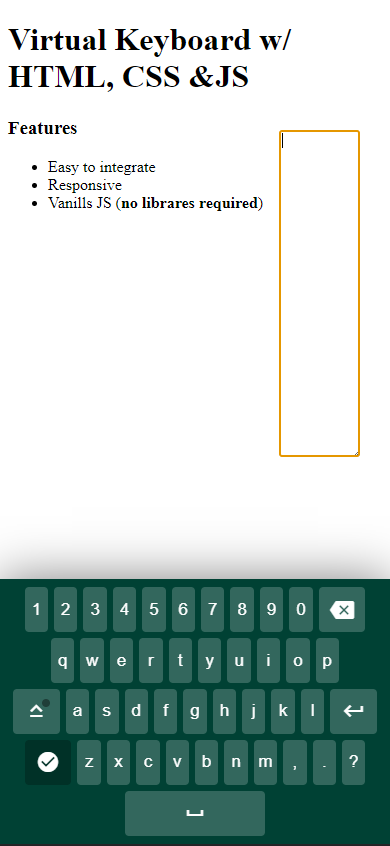 Virtual Keyboard w/
HTML, CSS &JS
Features
Easy to integrate
Responsive
Vanills JS (no librares required)
1 2 3 4 5 6 7 8 9 0
q w e r t y u i o p
a s d f g h j k l
z x c v b n m , . ?